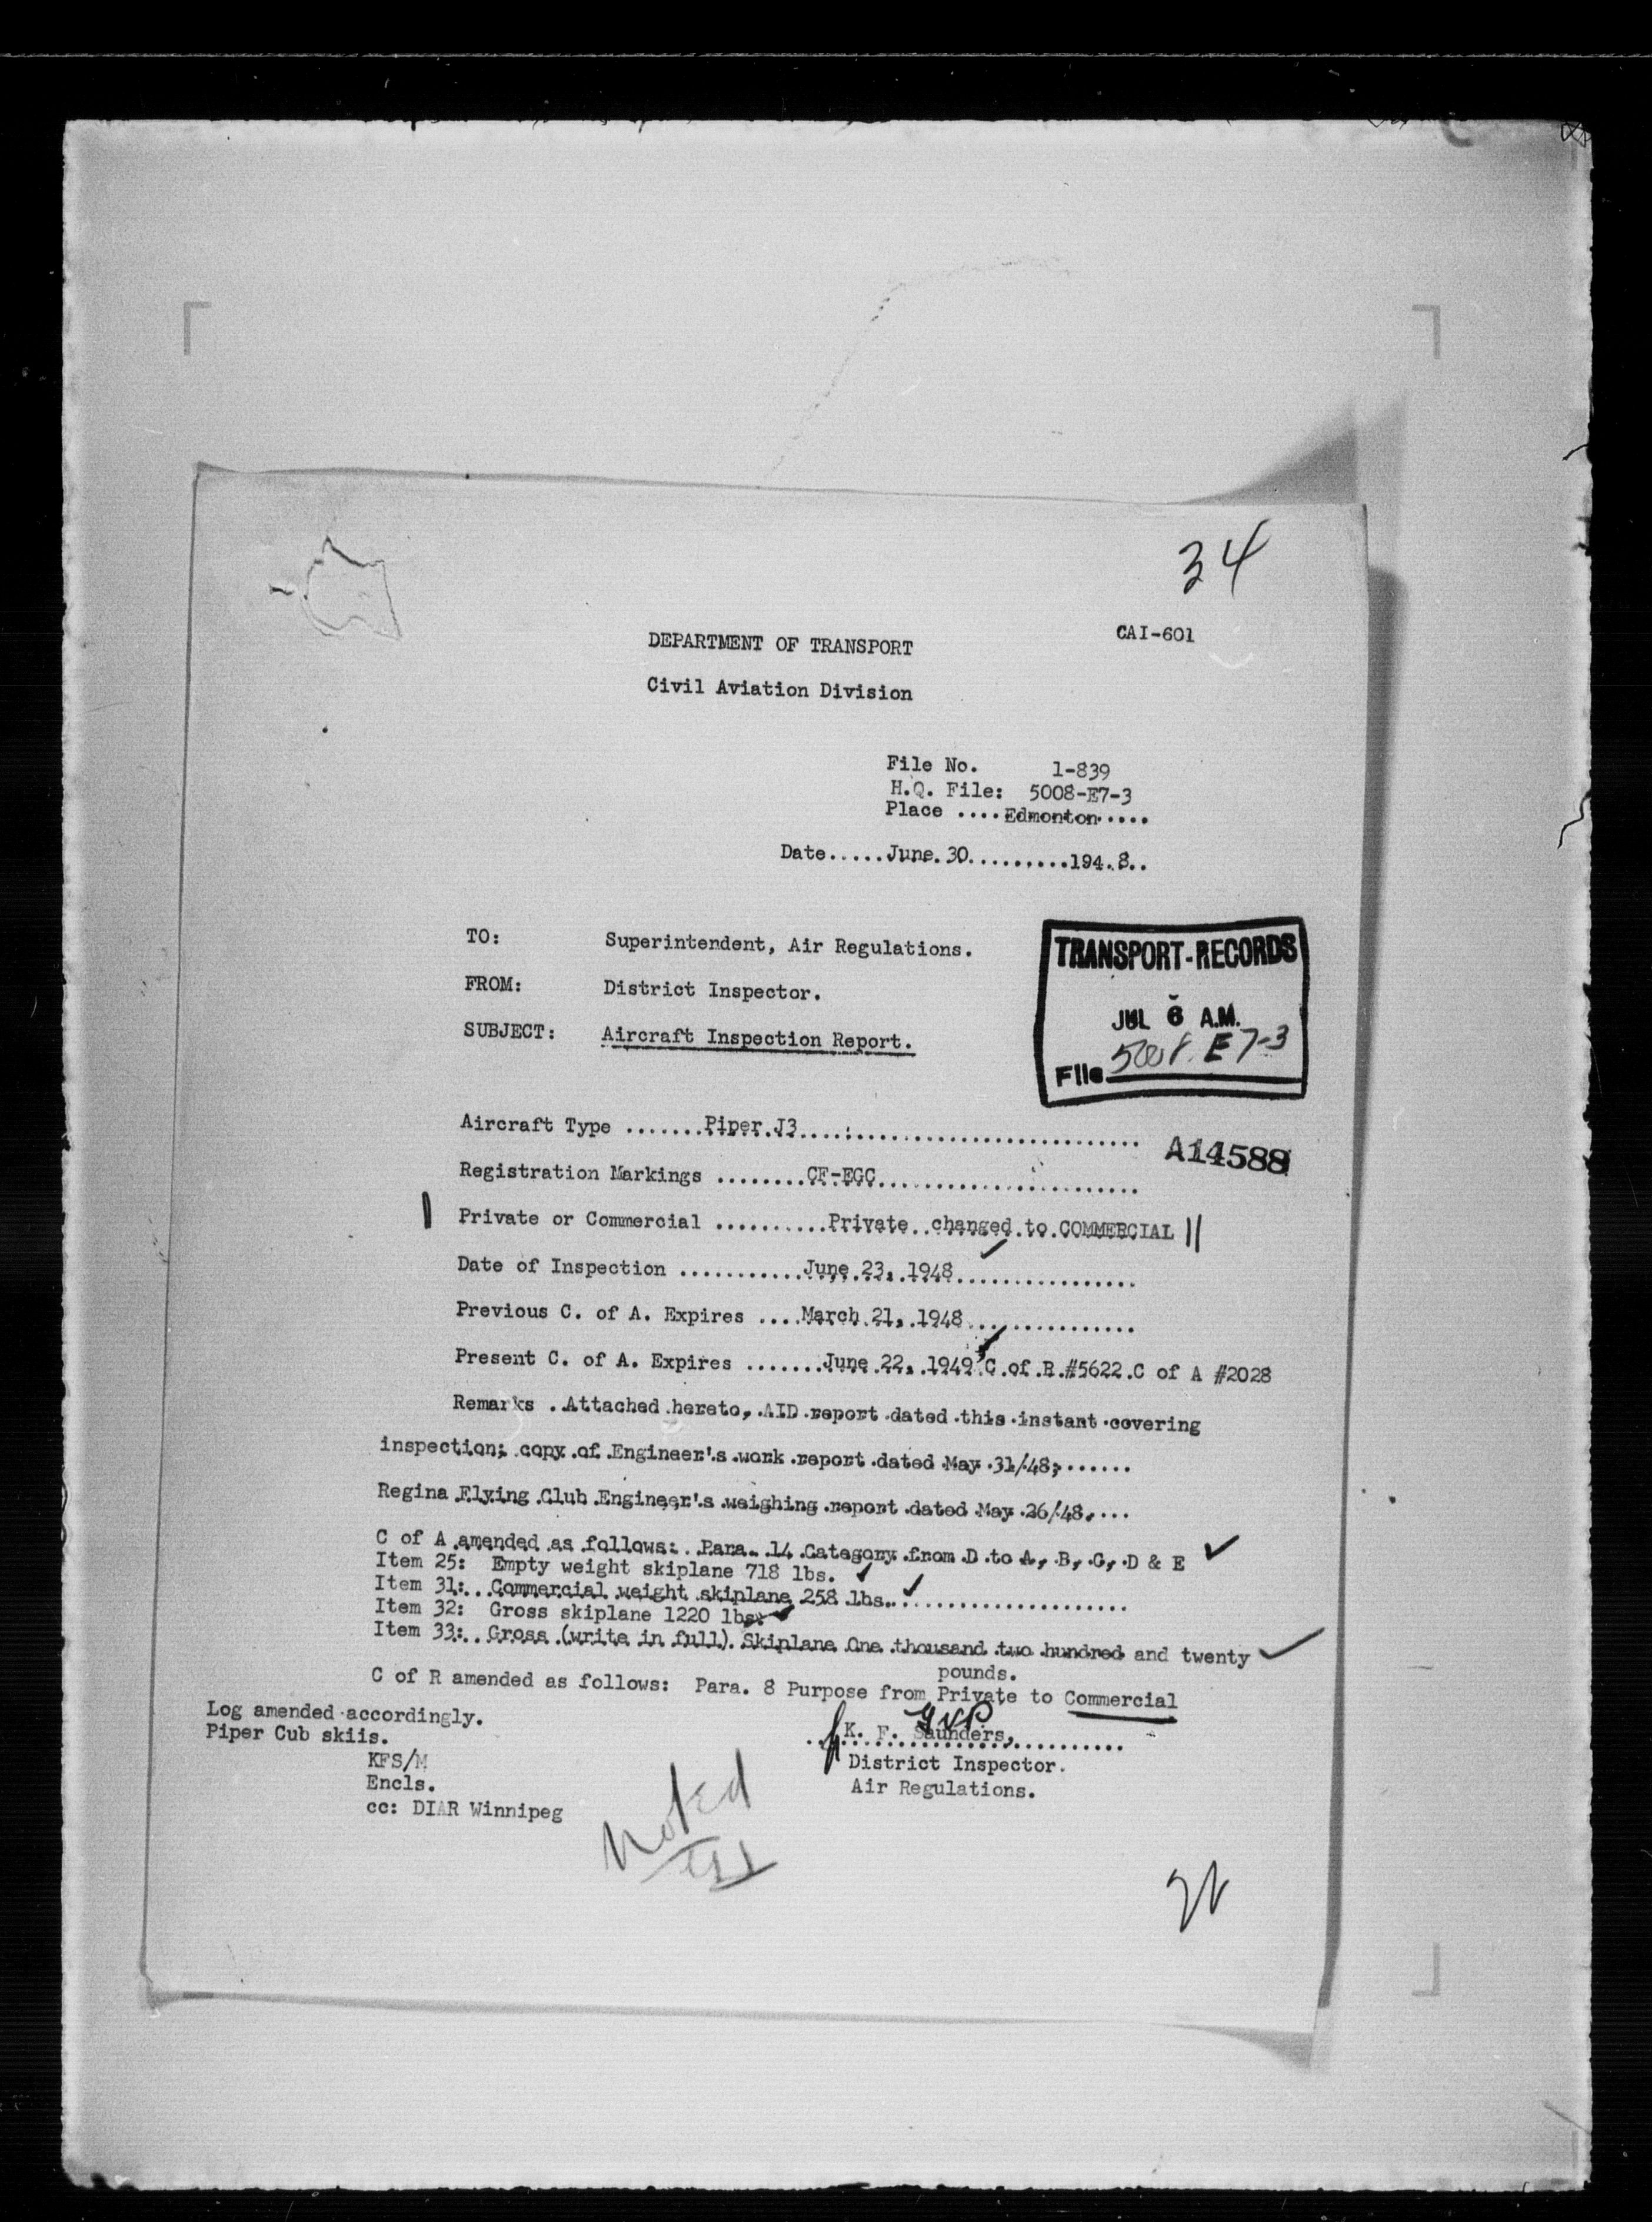 34
CAI-601
DEPARTMENT OF TRANSPORT
Civil Aviation Division
File No. 1-839
H.Q. File: 5008-E7-3
Place ....Edmonton.....
Date.....June.30..........194.8..
TO: Superintendent, Air Regulations.
FROM: District Inspector.
SUBJECT: Aircraft Inspection Report.
TRANSPORT-RECORDS
JUL 6 A.M.
File 5008 E7-3
Aircraft Type .......Piper.J3..................................
A14588
Registration Markings ........CF-EGC..........................
Private or Commercial ..........Private..changed.to.COMMERCIAL
Date of Inspection ...........June.23,.1948.................
Previous C. of A. Expires ....March.21,.1948................
Present C. of A. Expires .......June.22,.1949.C.of.R.#5622.C of A #2028
Remarks .Attached.hereto,.AID.report.dated.this.instant.covering
inspection;.copy.of.Engineer's.work.report.dated.May.31/48;.......
Regina.Flying.Club.Engineer's.weighing.report.dated.May.26/48....
C of A.amended.as.follows:..Para..14.Category.from.D.to.A,.B,.C,.D & E
Item 25: Empty weight skiplane 718 lbs.
Item 31:..Commercial.weight.skiplane.258.lbs.......................
Item 32: Gross skiplane 1220 lbs.
Item 33:..Gross.(write.in.full).Skiplane.One.thousand.two.hundred and twenty
pounds.
C of R amended as follows: Para. 8 Purpose from Private to Commercial
Log amended accordingly.
Piper Cub skiis.
K. F. Saunders,
District Inspector.
Air Regulations.
KFS/M
Encls.
cc: DIAR Winnipeg
Noted